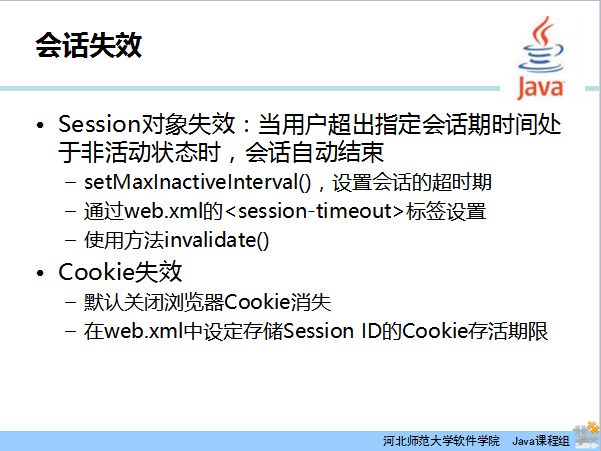 会话失效
Java
• Session对象失效：当用户超出指定会话期时间处
于非活动状态时，会话自动结束
– setMaxInactiveInterval()，设置会话的超时期
– 通过web.xml的<session-timeout>标签设置
– 使用方法invalidate()
• Cookie失效
– 默认关闭浏览器Cookie消失
– 在web.xml中设定存储Session ID的Cookie存活期限
河北师范大学软件学院 Java课程组